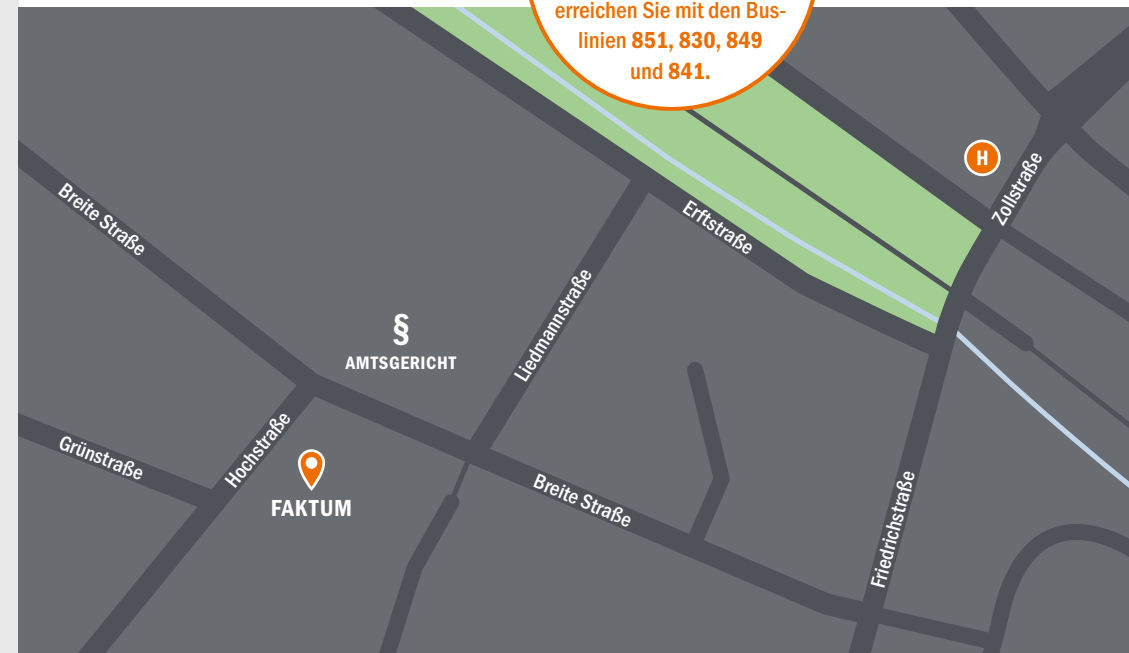 erreichen Sie mit den Bus-
linien 851, 830, 849
und 841.
H
Zollstraße
Breite Straße
Erftstraße
§
AMTSGERICHT
Liedmannstraße
Hochstraße
Grünstraße
FAKTUM
Breite Straße
Friedrichstraße